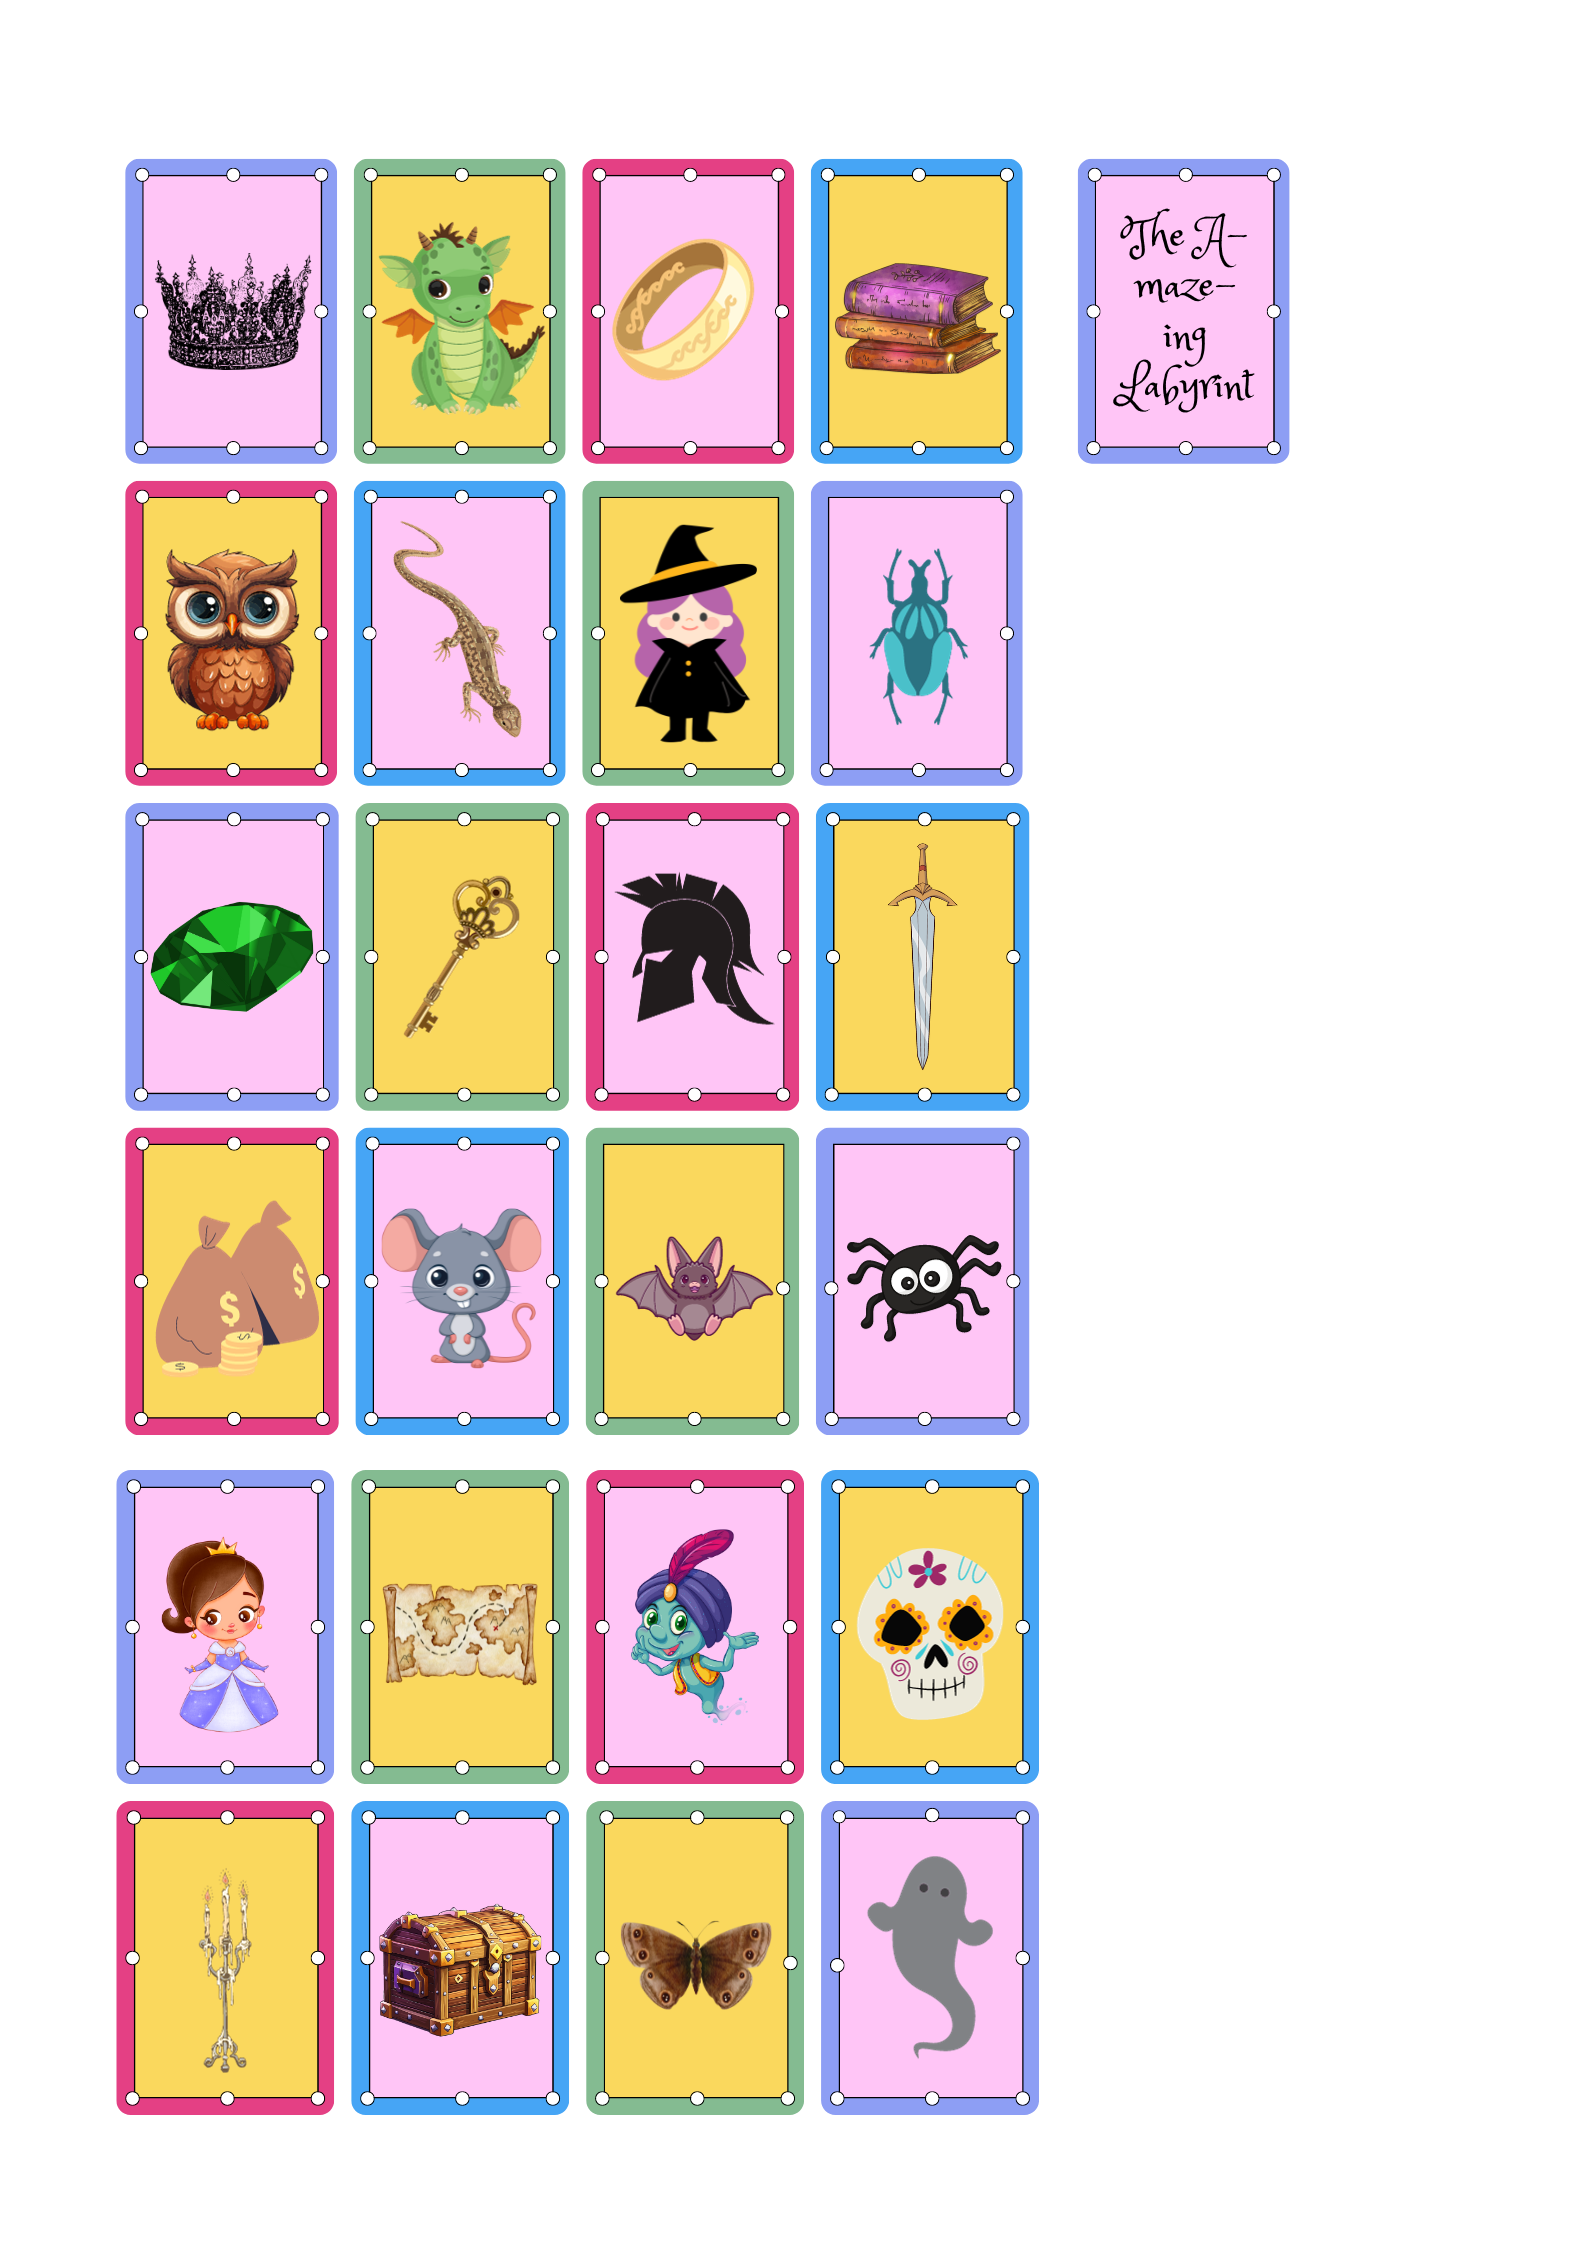 The A-
maze-
ing
Labyrint
$
$
$
$